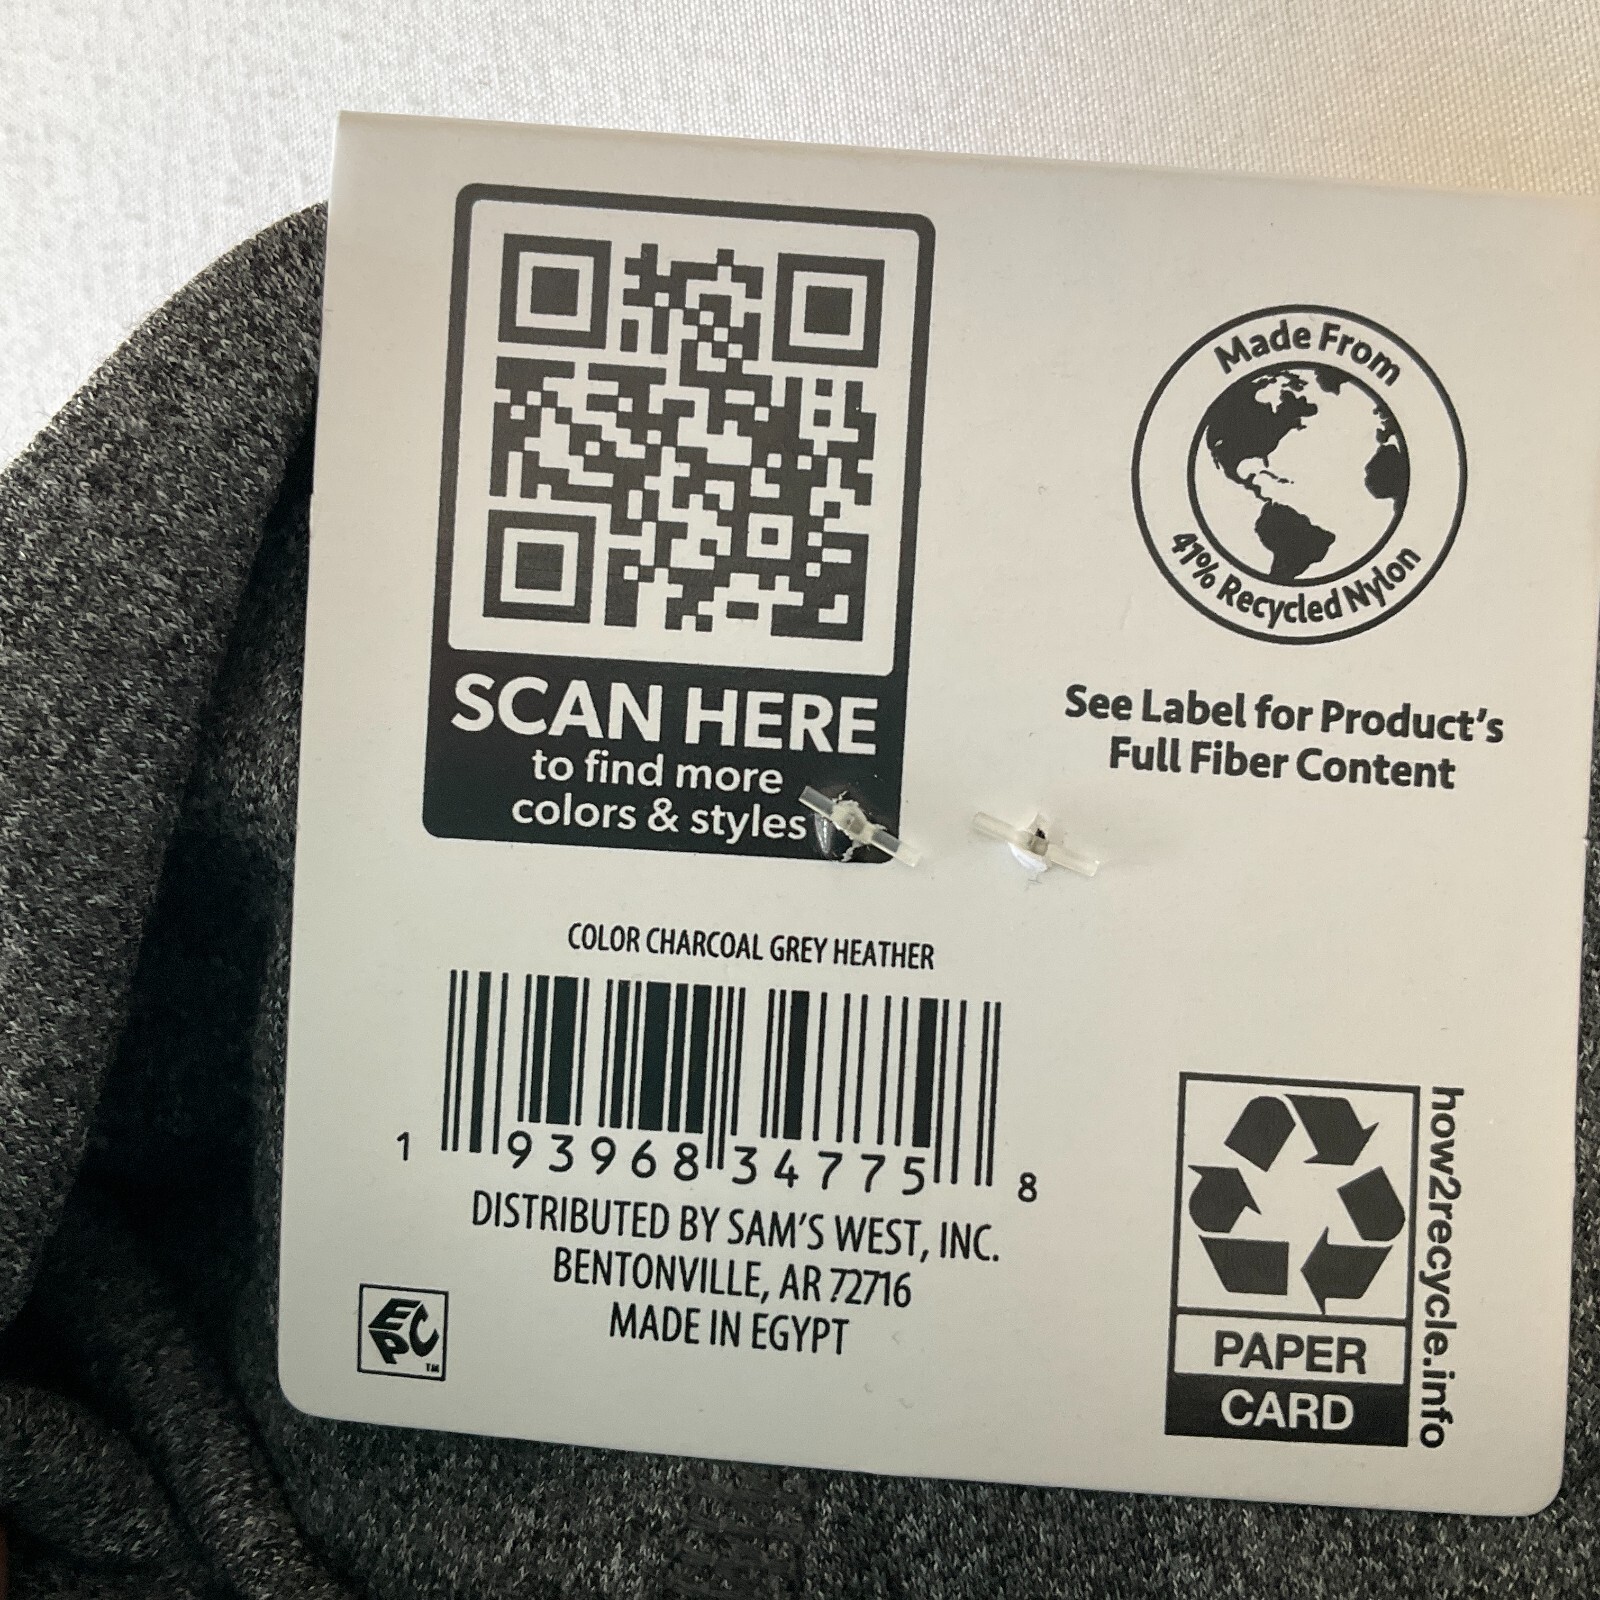 Made From
41% Recycled Nylon
See Label for Product's
Full Fiber Content
SCAN HERE
to find more
colors & styles
COLOR CHARCOAL GREY HEATHER
1 93968 34775 8
DISTRIBUTED BY SAM'S WEST, INC.
BENTONVILLE, AR 72716
MADE IN EGYPT
EPC™
PAPER
CARD
how2recycle.info